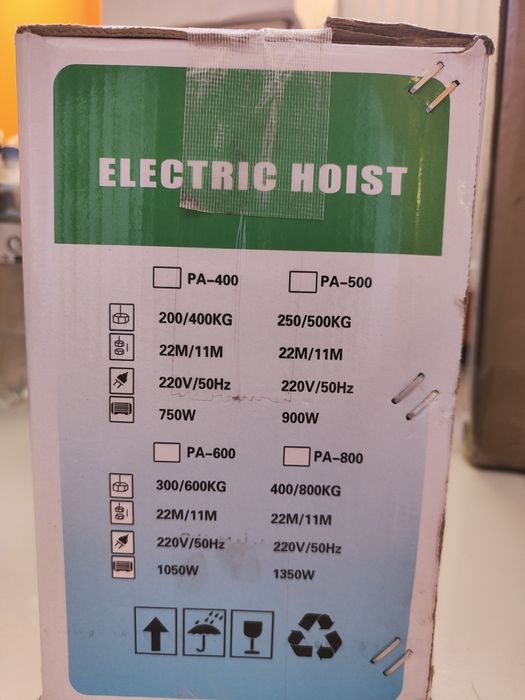 ELECTRIC HOIST
PA-400 PA-500
200/400KG 250/500KG
22M/11M 22M/11M
220V/50Hz 220V/50Hz
750W 900W
PA-600 PA-800
300/600KG 400/800KG
22M/11M 22M/11M
220V/50Hz 220V/50Hz
1050W 1350W